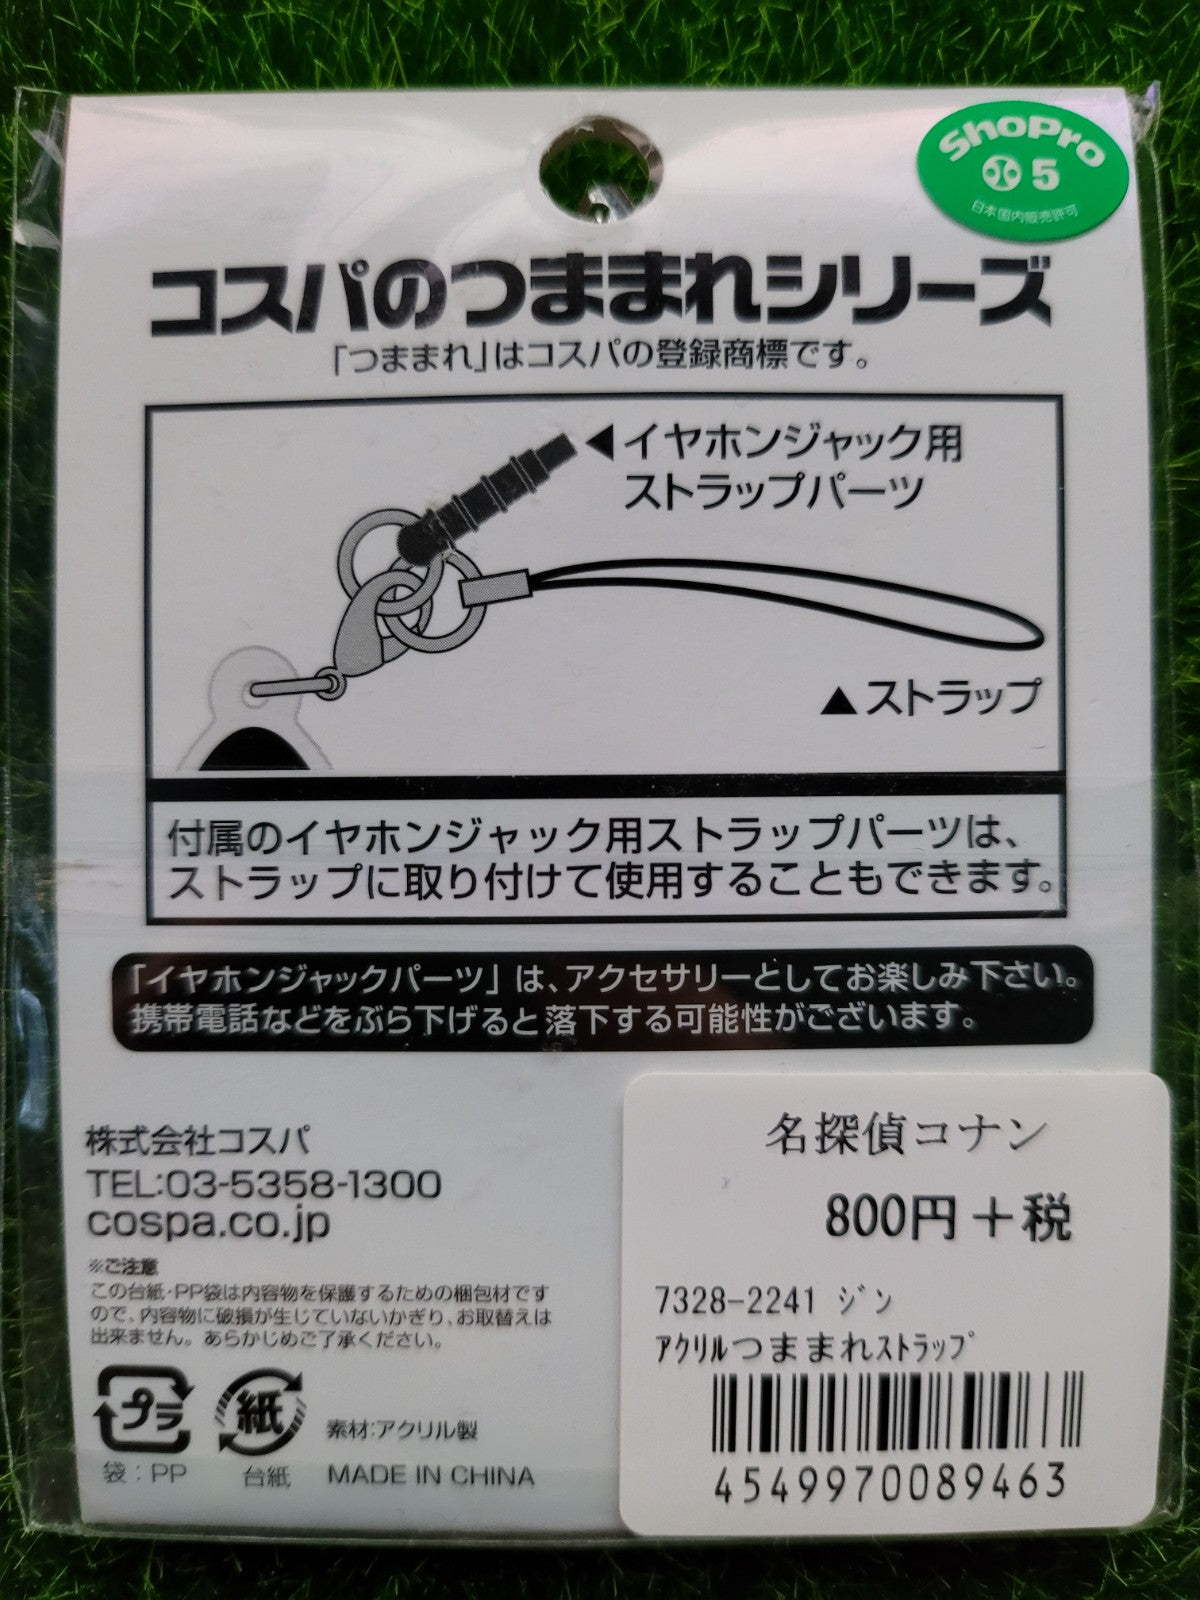 ShoPro
5
日本国内販売許可
コスパのつままれシリーズ
「つままれ」はコスパの登録商標です。
◀イヤホンジャック用
ストラップパーツ
▲ストラップ
付属のイヤホンジャック用ストラップパーツは、
ストラップに取り付けて使用することもできます。
「イヤホンジャックパーツ」は、アクセサリーとしてお楽しみ下さい。
携帯電話などをぶら下げると落下する可能性がございます。
株式会社コスパ
TEL:03-5358-1300
cospa.co.jp
※ご注意
この台紙・PP袋は内容物を保護するための梱包材です
ので、内容物に破損が生じていないかぎり、お取替えは
出来ません。あらかじめご了承ください。
プラ
紙
素材:アクリル製
袋:PP
台紙
MADE IN CHINA
名探偵コナン
800円+税
7328-2241 ｼﾞﾝ
ｱｸﾘﾙつままれｽﾄﾗｯﾌﾟ
4549970089463